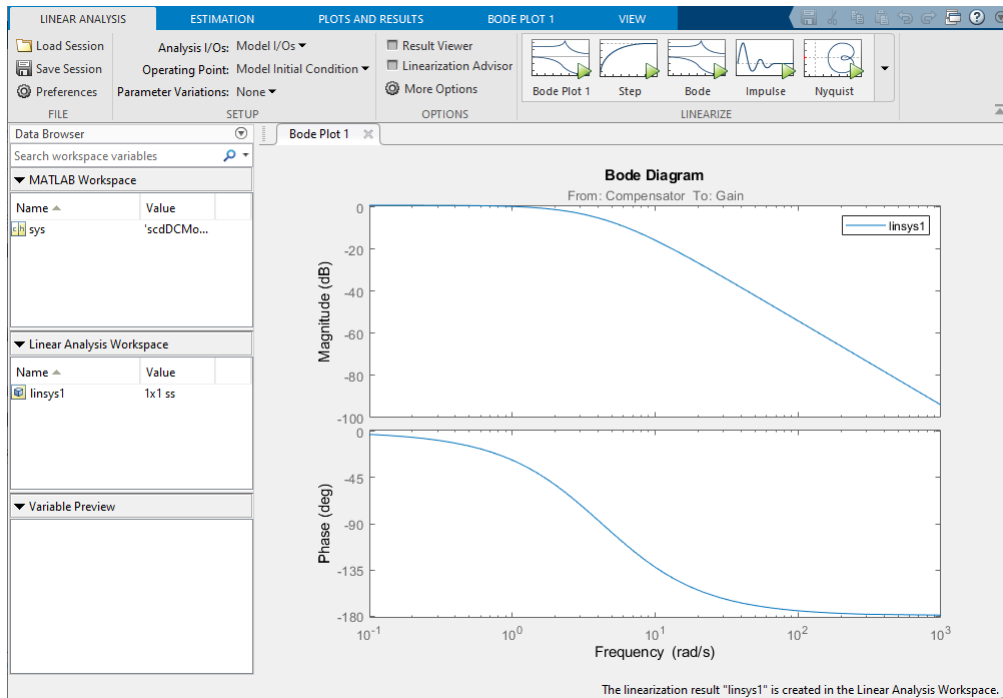 LINEAR ANALYSIS ESTIMATION PLOTS AND RESULTS BODE PLOT 1 VIEW
Load Session
Save Session
Preferences
FILE
Analysis I/Os: Model I/Os
Operating Point: Model Initial Condition
Parameter Variations: None
SETUP
Result Viewer
Linearization Advisor
More Options
OPTIONS
Bode Plot 1 Step Bode Impulse Nyquist
LINEARIZE
Data Browser
Search workspace variables
MATLAB Workspace
Name Value
sys 'scdDCMo...
Linear Analysis Workspace
Name Value
linsys1 1x1 ss
Variable Preview
Bode Plot 1
Bode Diagram
From: Compensator To: Gain
linsys1
Magnitude (dB)
0
-20
-40
-60
-80
-100
Phase (deg)
0
-45
-90
-135
-180
10^-1 10^0 10^1 10^2 10^3
Frequency (rad/s)
The linearization result "linsys1" is created in the Linear Analysis Workspace.